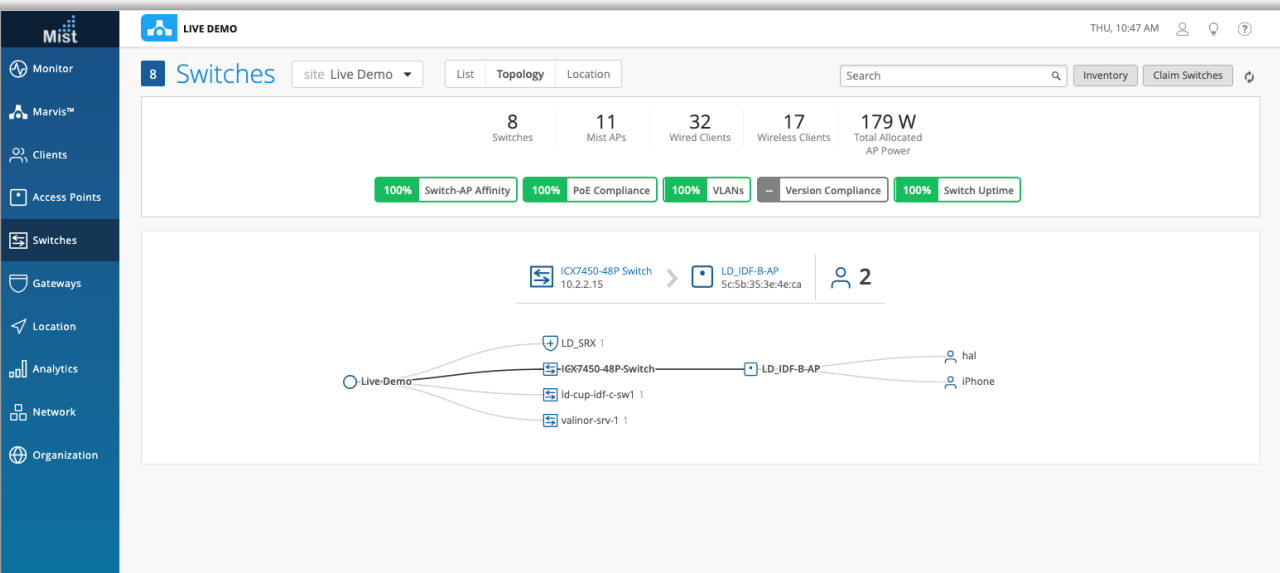 Mist
LIVE DEMO
THU, 10:47 AM
?
Monitor
Marvis™
Clients
Access Points
Switches
Gateways
Location
Analytics
Network
Organization
8 Switches
site Live Demo
List Topology Location
Search
Inventory
Claim Switches
8
Switches
11
Mist APs
32
Wired Clients
17
Wireless Clients
179 W
Total Allocated
AP Power
100% Switch-AP Affinity
100% PoE Compliance
100% VLANs
-- Version Compliance
100% Switch Uptime
ICX7450-48P Switch
10.2.2.15
LD_IDF-B-AP
5c:5b:35:3e:4e:ca
2
Live-Demo
LD_SRX 1
ICX7450-48P-Switch
ld-cup-idf-c-sw1 1
valinor-srv-1 1
LD_IDF-B-AP
hal
iPhone